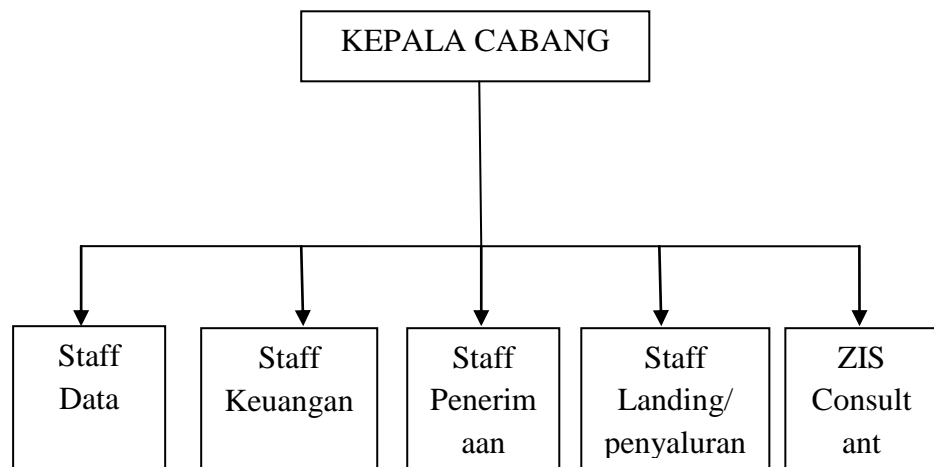 KEPALA CABANG
Staff
Data
Staff
Keuangan
Staff
Penerim
aan
Staff
Landing/
penyaluran
ZIS
Consult
ant